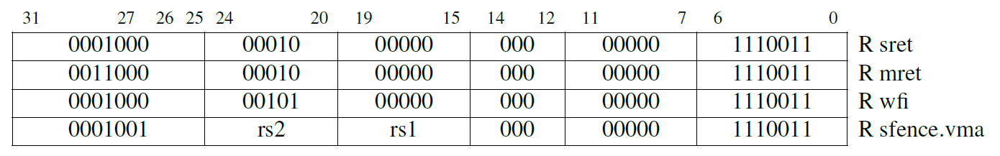 31 27 26 25 24 20 19 15 14 12 11 7 6 0
0001000 00010 00000 000 00000 1110011 R sret
0011000 00010 00000 000 00000 1110011 R mret
0001000 00101 00000 000 00000 1110011 R wfi
0001001 rs2 rs1 000 00000 1110011 R sfence.vma